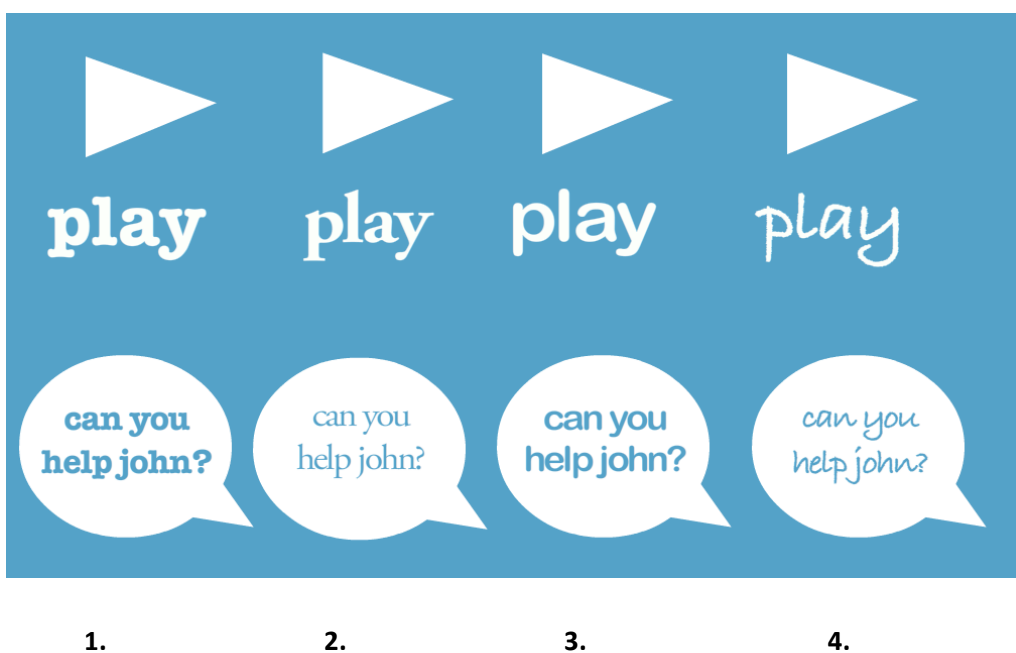 play play play play
can you can you can you can you
help john? help john? help john? help john?
1. 2. 3. 4.